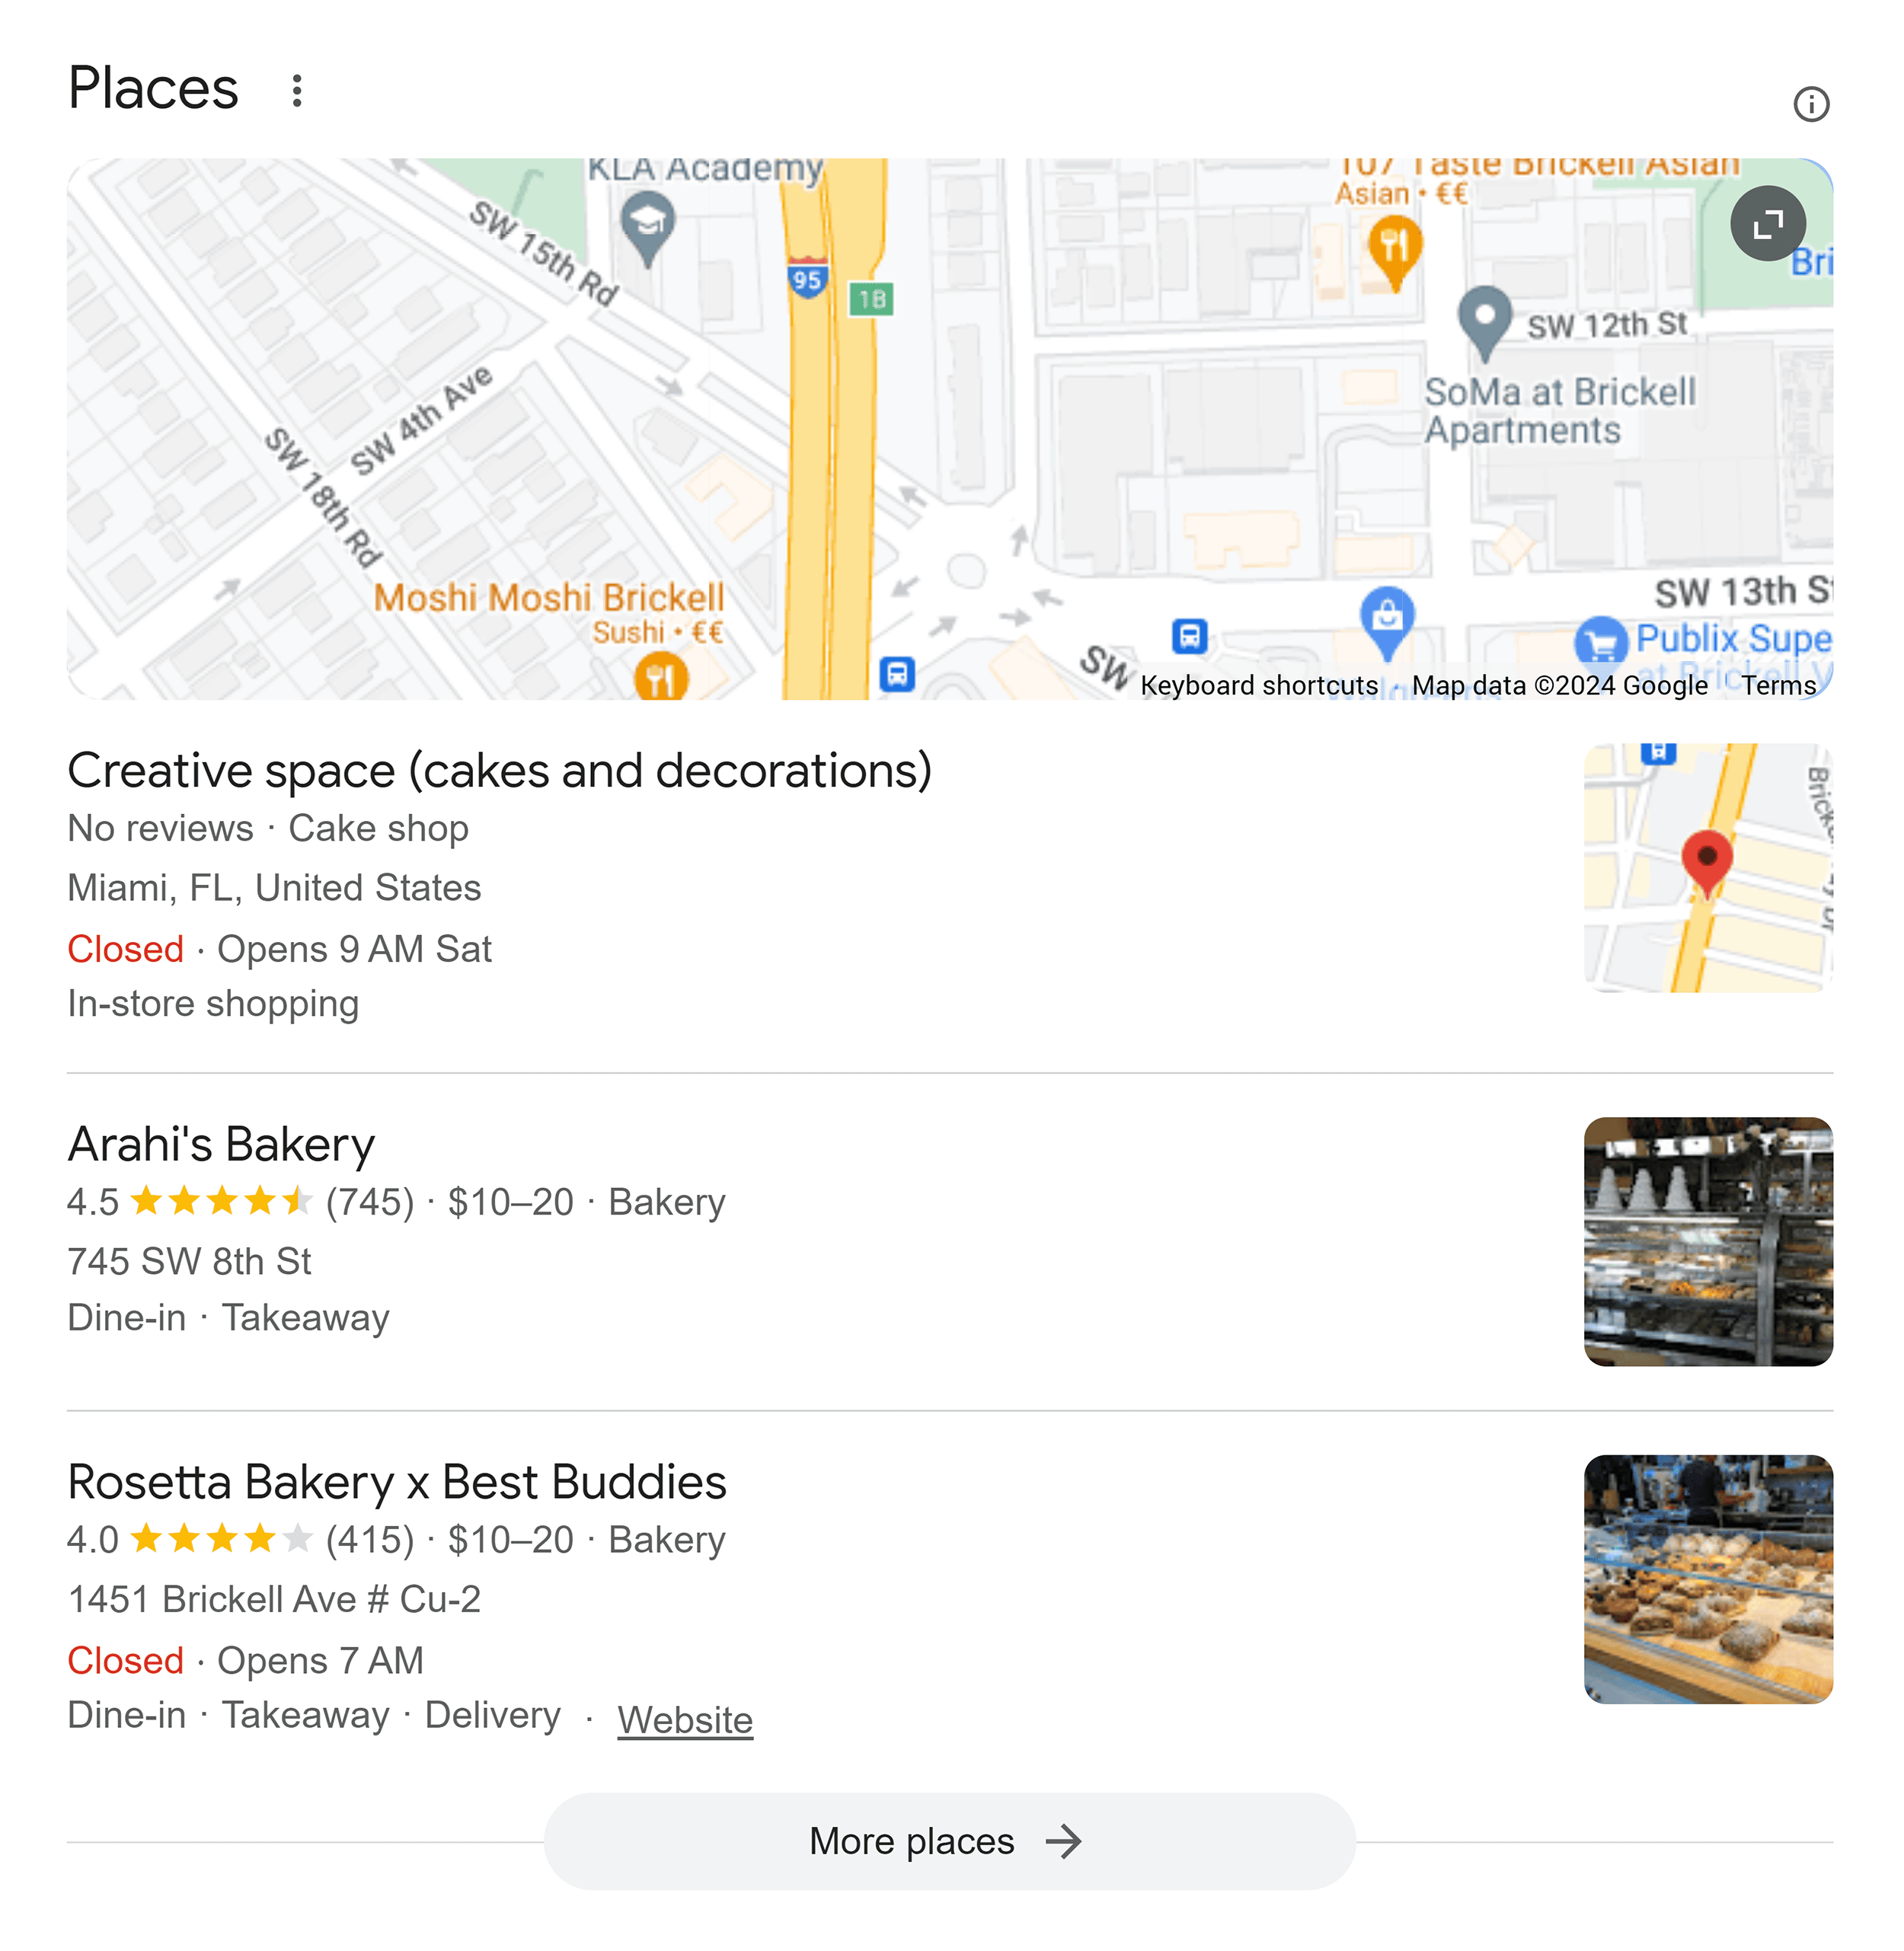 Places
KLA Academy
107 Taste Brickell Asian
Asian • €€
SW 15th Rd
95
1B
Bri
SW 12th St
SoMa at Brickell
Apartments
SW 4th Ave
SW 18th Rd
Moshi Moshi Brickell
Sushi • €€
SW 13th St
SW
Publix Supe
at Brickell V
Walgreens
Keyboard shortcuts
Map data ©2024 Google
Terms
Creative space (cakes and decorations)
No reviews · Cake shop
Miami, FL, United States
Closed · Opens 9 AM Sat
In-store shopping
Arahi's Bakery
4.5 (745) · $10–20 · Bakery
745 SW 8th St
Dine-in · Takeaway
Rosetta Bakery x Best Buddies
4.0 (415) · $10–20 · Bakery
1451 Brickell Ave # Cu-2
Closed · Opens 7 AM
Dine-in · Takeaway · Delivery · Website
More places